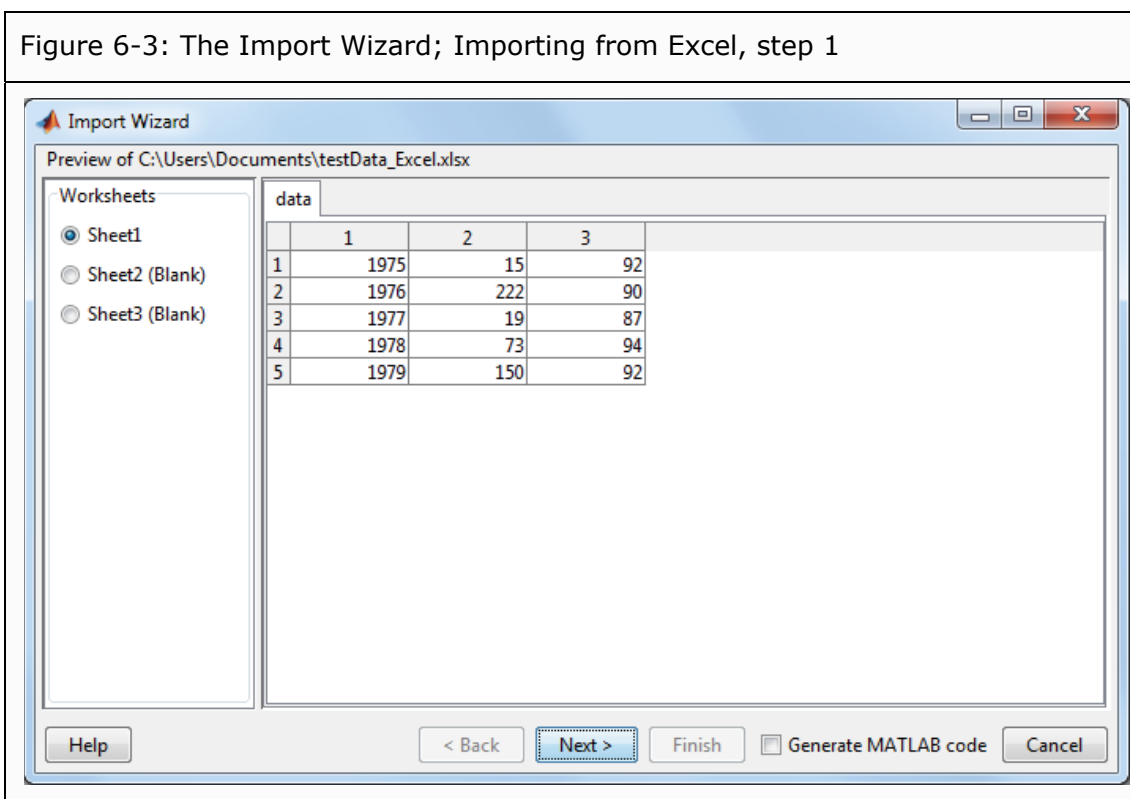 Figure 6-3: The Import Wizard; Importing from Excel, step 1
Import Wizard
Preview of C:\Users\Documents\testData_Excel.xlsx
Worksheets
Sheet1
Sheet2 (Blank)
Sheet3 (Blank)
data
1 2 3
1 1975 15 92
2 1976 222 90
3 1977 19 87
4 1978 73 94
5 1979 150 92
Help < Back Next > Finish Generate MATLAB code Cancel